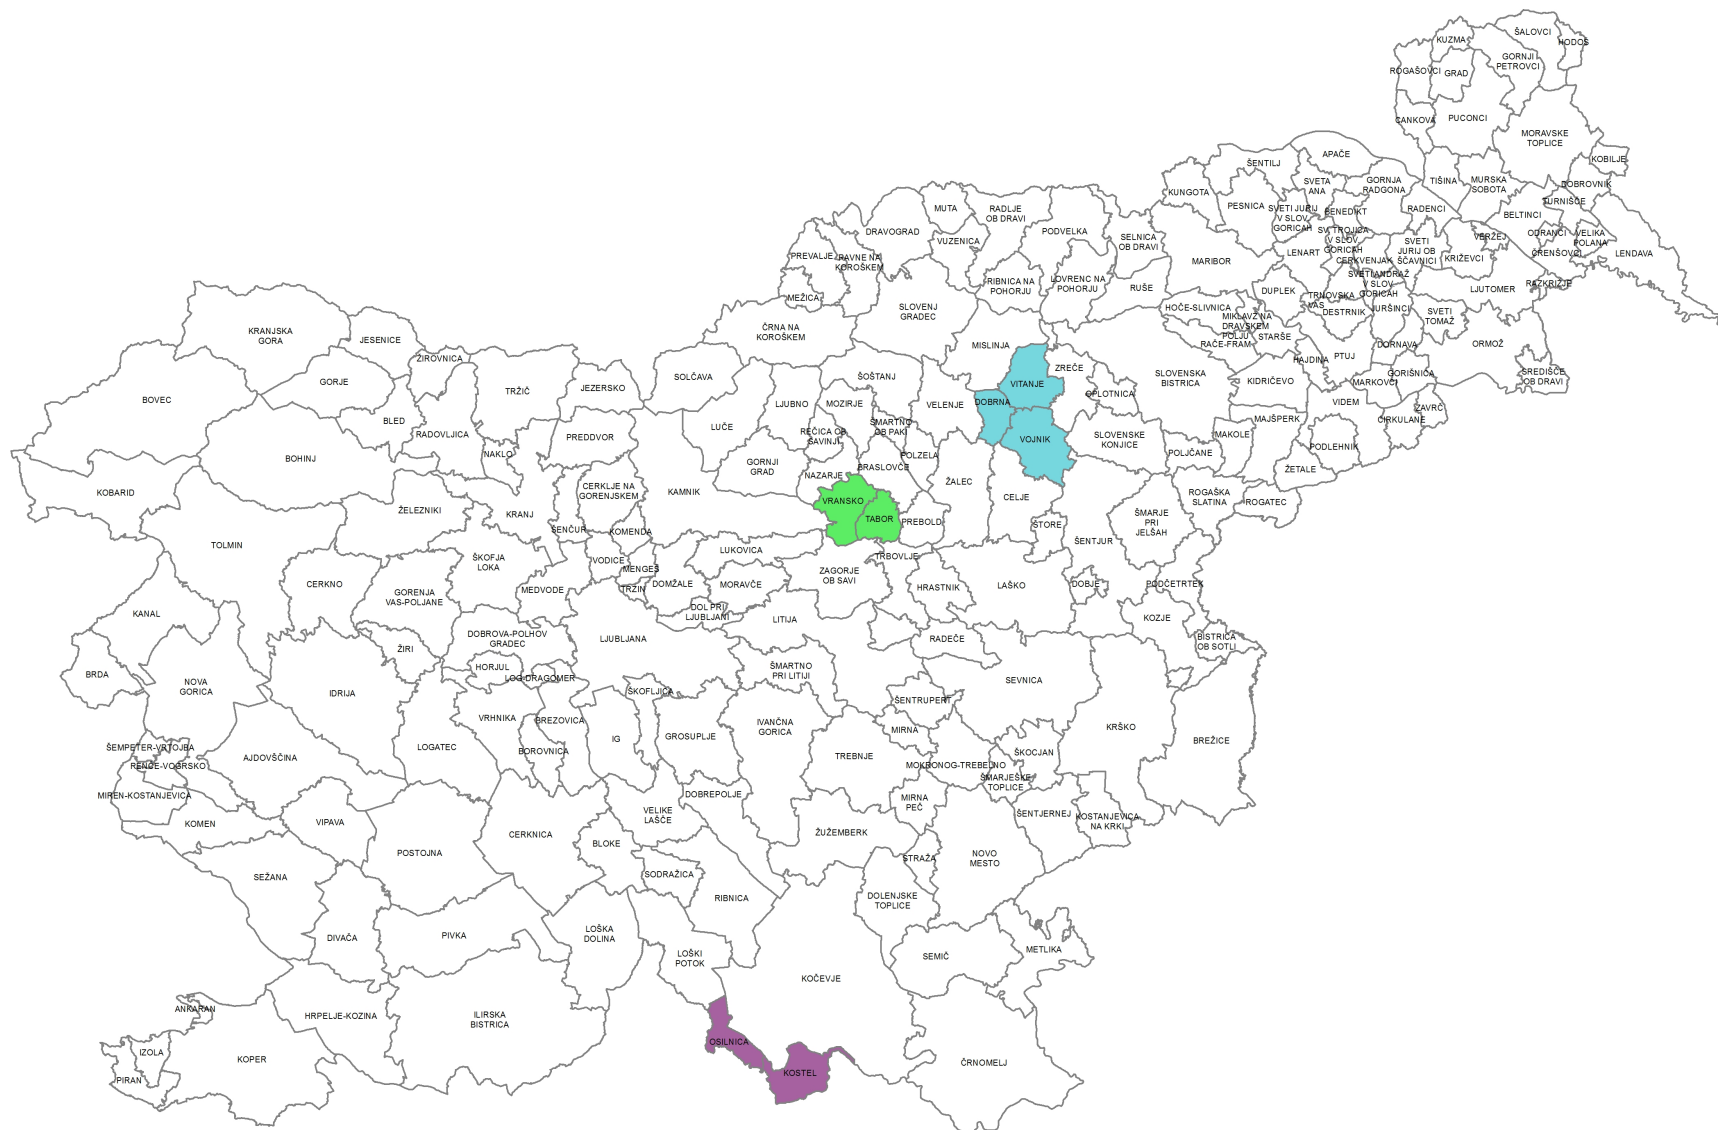 ŠALOVCI
KUZMA
HODOŠ
GORNJI
PETROVCI
ROGAŠOVCI
GRAD
CANKOVA
PUCONCI
MORAVSKE
TOPLICE
KOBILJE
APAČE
ŠENTILJ
SVETA
ANA
GORNJA
RADGONA
TIŠINA
MURSKA
SOBOTA
DOBROVNIK
TURNIŠČE
KUNGOTA
PESNICA
SVETI JURIJ
V SLOV
GORICAH
BENEDIKT
RADENCI
BELTINCI
MUTA
RADLJE
OB DRAVI
DRAVOGRAD
VUZENICA
PODVELKA
SELNICA
OB DRAVI
SV. TROJICA
V SLOV
GORICAH
SVETI
JURIJ OB
ŠČAVNICI
VERŽEJ
ODRANCI
VELIKA
POLANA
ČRENŠOVCI
LENDAVA
LENART
CERKVENJAK
KRIŽEVCI
MARIBOR
PREVALJE
RAVNE NA
KOROŠKEM
MEŽICA
RIBNICA NA
POHORJU
LOVRENC NA
POHORJU
RUŠE
DUPLEK
SVETI ANDRAŽ
V SLOV
GORICAH
LJUTOMER
RAZKRIŽJE
TRNOVSKA
VAS
DESTRNIK
JURŠINCI
SVETI
TOMAŽ
HOČE-SLIVNICA
MIKLAVŽ NA
DRAVSKEM
POLJU
STARŠE
RAČE-FRAM
SLOVENJ
GRADEC
ČRNA NA
KOROŠKEM
KRANJSKA
GORA
JESENICE
MISLINJA
DORNAVA
ORMOŽ
PTUJ
HAJDINA
ŽIROVNICA
GORJE
TRŽIČ
JEZERSKO
SOLČAVA
ŠOŠTANJ
ZREČE
VITANJE
SLOVENSKA
BISTRICA
KIDRIČEVO
MARKOVCI
GORIŠNICA
SREDIŠČE
OB DRAVI
BOVEC
OPLOTNICA
DOBRNA
VELENJE
MOZIRJE
LJUBNO
VIDEM
ZAVRČ
CIRKULANE
MAJŠPERK
BLED
RADOVLJICA
PREDDVOR
LUČE
REČICA OB
SAVINJI
ŠMARTNO
OB PAKI
VOJNIK
SLOVENSKE
KONJICE
MAKOLE
PODLEHNIK
POLJČANE
BOHINJ
NAKLO
POLZELA
BRASLOVČE
ŽETALE
GORNJI
GRAD
NAZARJE
ŽALEC
CELJE
KOBARID
CERKLJE NA
GORENJSKEM
KAMNIK
VRANSKO
TABOR
PREBOLD
ŠTORE
ROGAŠKA
SLATINA
ROGATEC
ŽELEZNIKI
KRANJ
ŠMARJE
PRI
JELŠAH
ŠENČUR
KOMENDA
ŠENTJUR
TOLMIN
ŠKOFJA
LOKA
VODICE
MENGEŠ
LUKOVICA
TRBOVLJE
ZAGORJE
OB SAVI
CERKNO
GORENJA
VAS-POLJANE
MEDVODE
TRZIN
DOMŽALE
MORAVČE
HRASTNIK
LAŠKO
DOBJE
PODČETRTEK
KANAL
DOL PRI
LJUBLJANI
LITIJA
KOZJE
DOBROVA-POLHOV
GRADEC
LJUBLJANA
RADEČE
BISTRICA
OB SOTLI
ŽIRI
HORJUL
LOG-DRAGOMER
ŠMARTNO
PRI LITIJI
SEVNICA
BRDA
NOVA
GORICA
IDRIJA
ŠKOFLJICA
ŠENTRUPERT
VRHNIKA
BREZOVICA
IVANČNA
GORICA
MIRNA
KRŠKO
BREŽICE
IG
GROSUPLJE
ŠEMPETER-VRTOJBA
LOGATEC
BOROVNICA
TREBNJE
ŠKOCJAN
AJDOVŠČINA
RENČE-VOGRSKO
MOKRONOG-TREBELNO
ŠMARJEŠKE
TOPLICE
MIREN-KOSTANJEVICA
DOBREPOLJE
MIRNA
PEČ
KOMEN
VIPAVA
CERKNICA
VELIKE
LAŠČE
ŽUŽEMBERK
ŠENTJERNEJ
KOSTANJEVICA
NA KRKI
POSTOJNA
BLOKE
STRAŽA
NOVO
MESTO
SEŽANA
SODRAŽICA
RIBNICA
DOLENJSKE
TOPLICE
DIVAČA
PIVKA
LOŠKA
DOLINA
LOŠKI
POTOK
SEMIČ
METLIKA
KOČEVJE
ANKARAN
HRPELJE-KOZINA
ILIRSKA
BISTRICA
OSILNICA
IZOLA
KOPER
PIRAN
KOSTEL
ČRNOMELJ